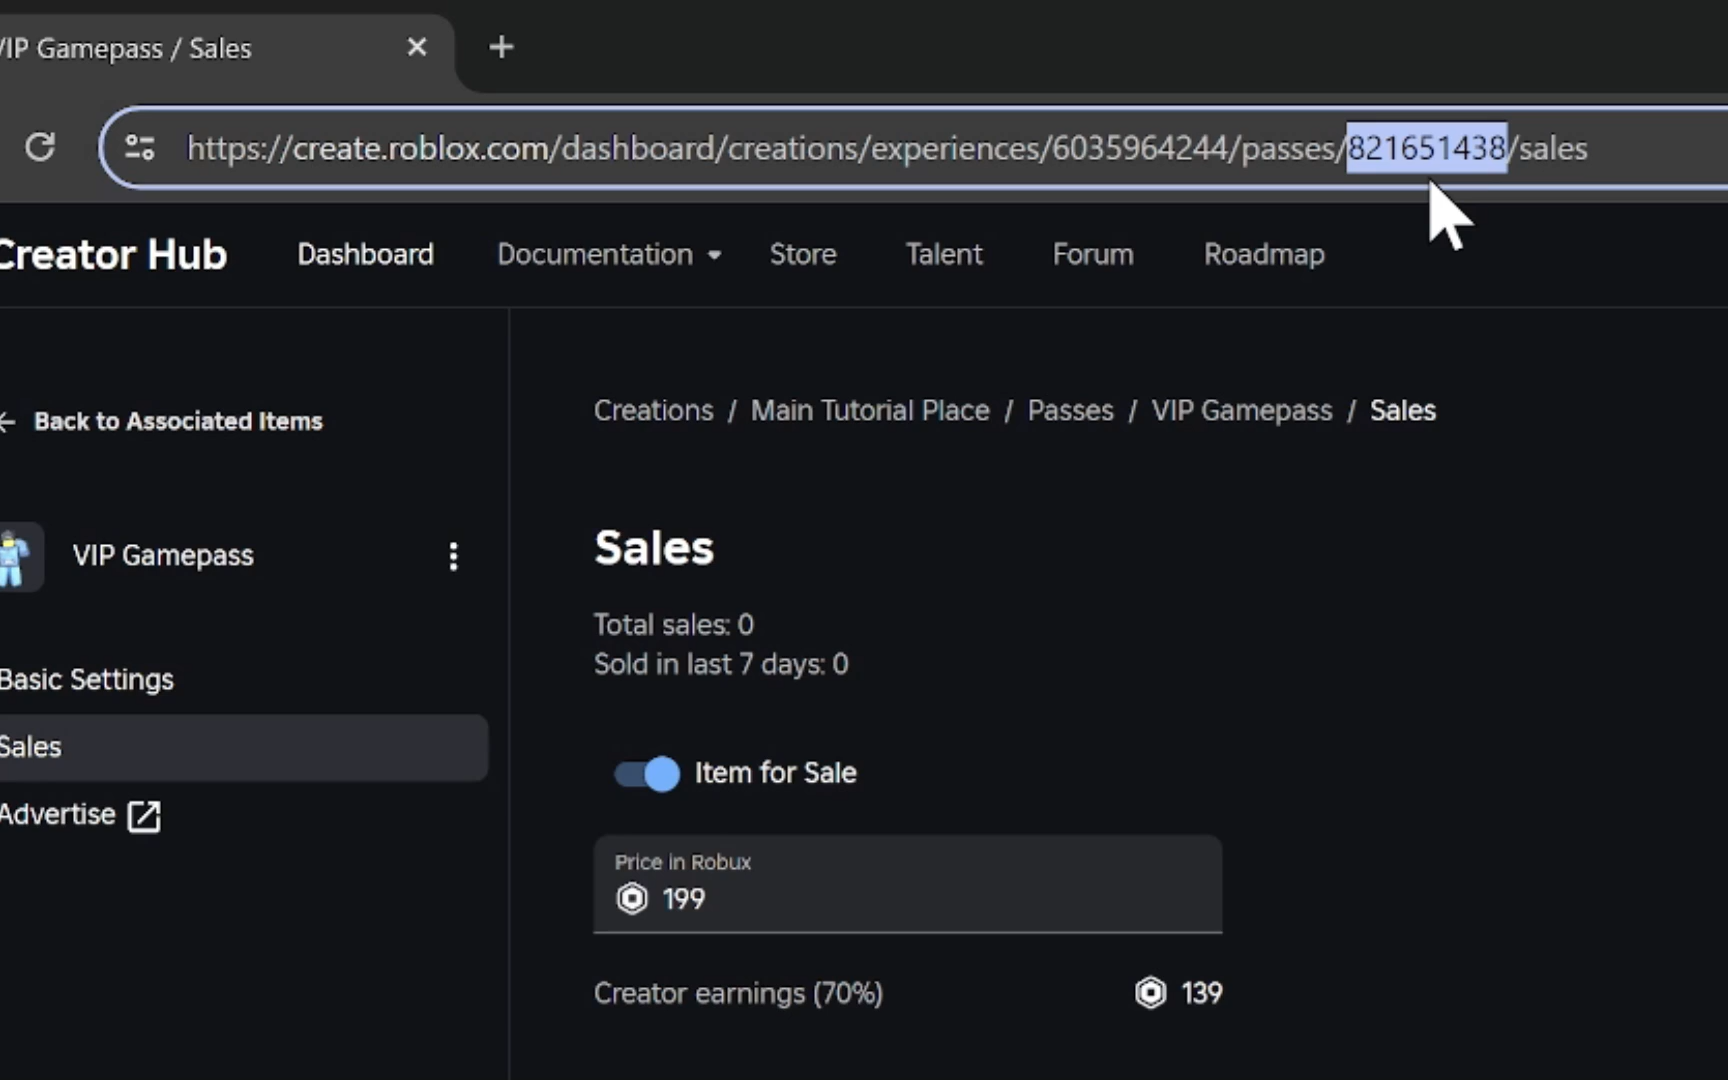 VIP Gamepass / Sales
https://create.roblox.com/dashboard/creations/experiences/6035964244/passes/821651438/sales
Creator Hub
Dashboard
Documentation
Store
Talent
Forum
Roadmap
Back to Associated Items
Creations / Main Tutorial Place / Passes / VIP Gamepass / Sales
VIP Gamepass
Basic Settings
Sales
Advertise
Sales
Total sales: 0
Sold in last 7 days: 0
Item for Sale
Price in Robux
199
Creator earnings (70%)
139